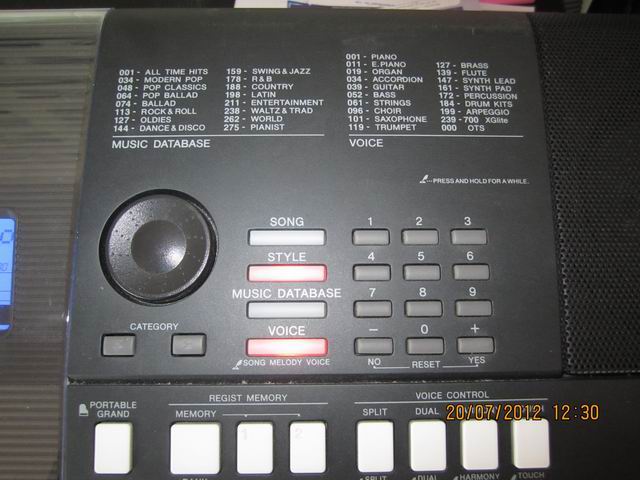 001 - ALL TIME HITS
034 - MODERN POP
048 - POP CLASSICS
064 - POP BALLAD
074 - BALLAD
113 - ROCK & ROLL
127 - OLDIES
144 - DANCE & DISCO
159 - SWING & JAZZ
178 - R & B
188 - COUNTRY
198 - LATIN
211 - ENTERTAINMENT
238 - WALTZ & TRAD
262 - WORLD
275 - PIANIST
MUSIC DATABASE
001 - PIANO
011 - E. PIANO
019 - ORGAN
034 - ACCORDION
039 - GUITAR
052 - BASS
061 - STRINGS
096 - CHOIR
101 - SAXOPHONE
119 - TRUMPET
127 - BRASS
139 - FLUTE
147 - SYNTH LEAD
161 - SYNTH PAD
172 - PERCUSSION
184 - DRUM KITS
199 - ARPEGGIO
239 - 700 XGlite
000 OTS
VOICE
...PRESS AND HOLD FOR A WHILE.
SONG
STYLE
MUSIC DATABASE
VOICE
SONG MELODY VOICE
1 2 3
4 5 6
7 8 9
− 0 +
NO RESET YES
CATEGORY
PORTABLE
GRAND
REGIST MEMORY
MEMORY
1 2
VOICE CONTROL
SPLIT DUAL
SPLIT DUAL HARMONY TOUCH
20/07/2012 12:30